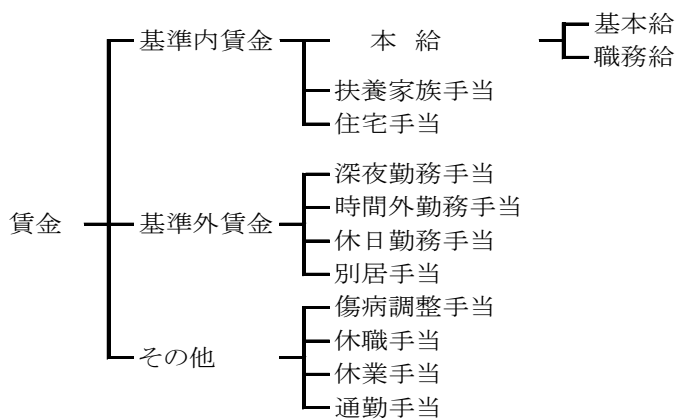 基準内賃金 本 給 基本給
職務給
扶養家族手当
住宅手当
深夜勤務手当
時間外勤務手当
賃金 基準外賃金
休日勤務手当
別居手当
傷病調整手当
休職手当
その他
休業手当
通勤手当